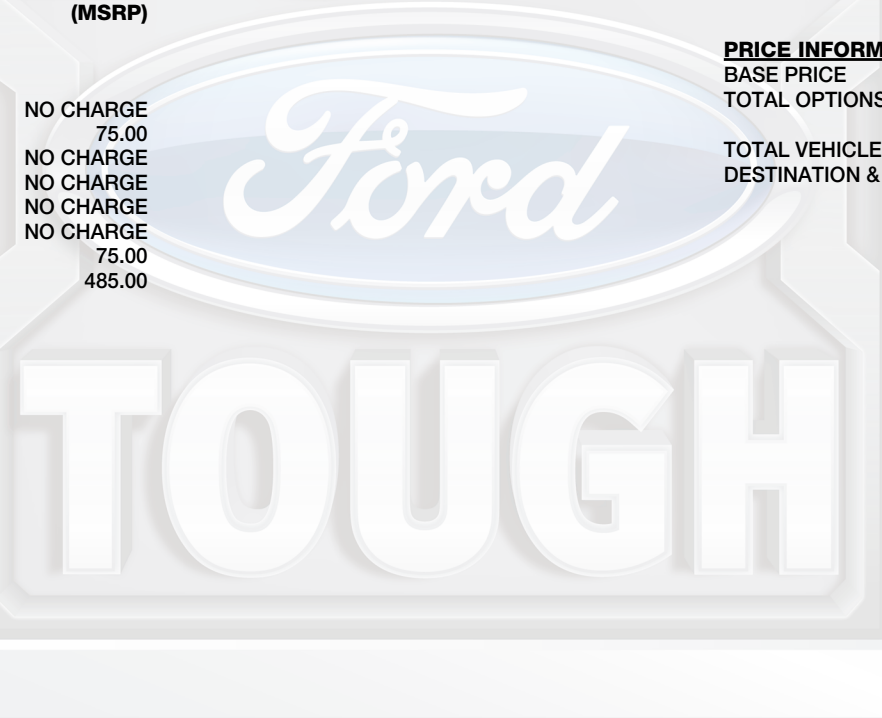 (MSRP)
NO CHARGE
75.00
NO CHARGE
NO CHARGE
NO CHARGE
NO CHARGE
75.00
485.00
PRICE INFORM
BASE PRICE
TOTAL OPTIONS
TOTAL VEHICLE
DESTINATION &
Ford
TOUGH